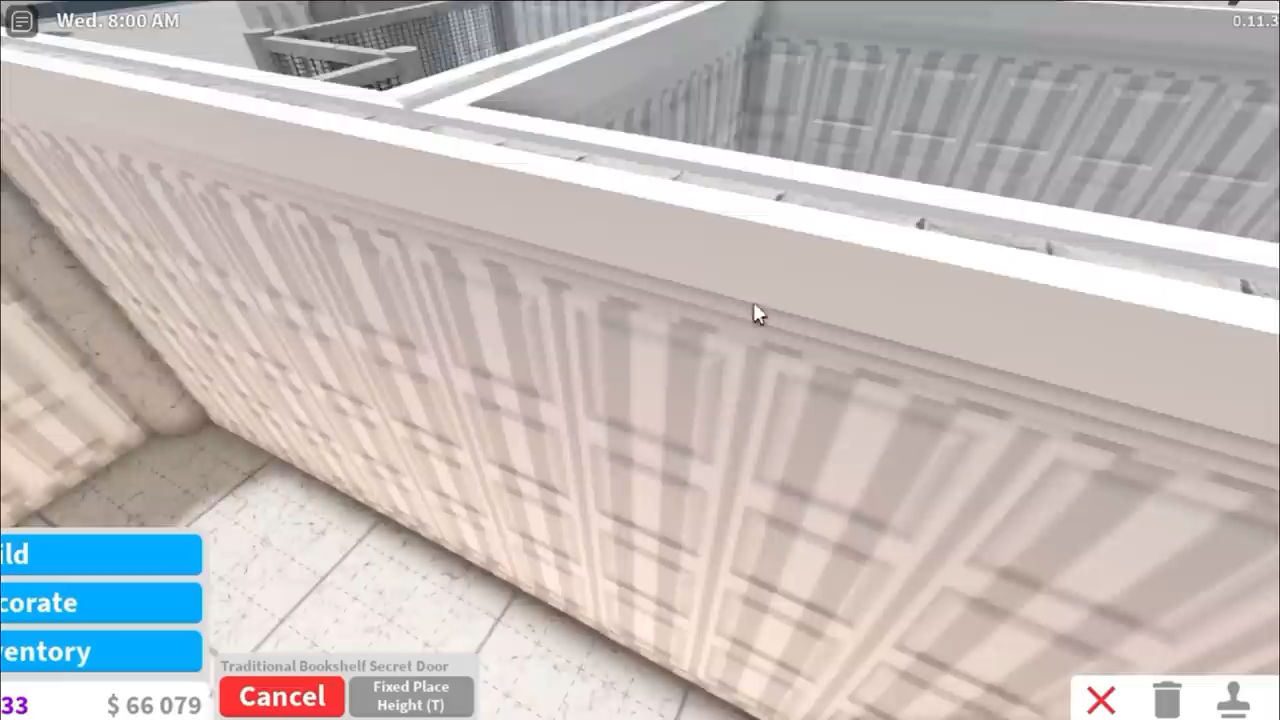 Wed. 8:00 AM
0.11.3
ild
corate
ventory
33
$ 66 079
Traditional Bookshelf Secret Door
Cancel
Fixed Place
Height (T)